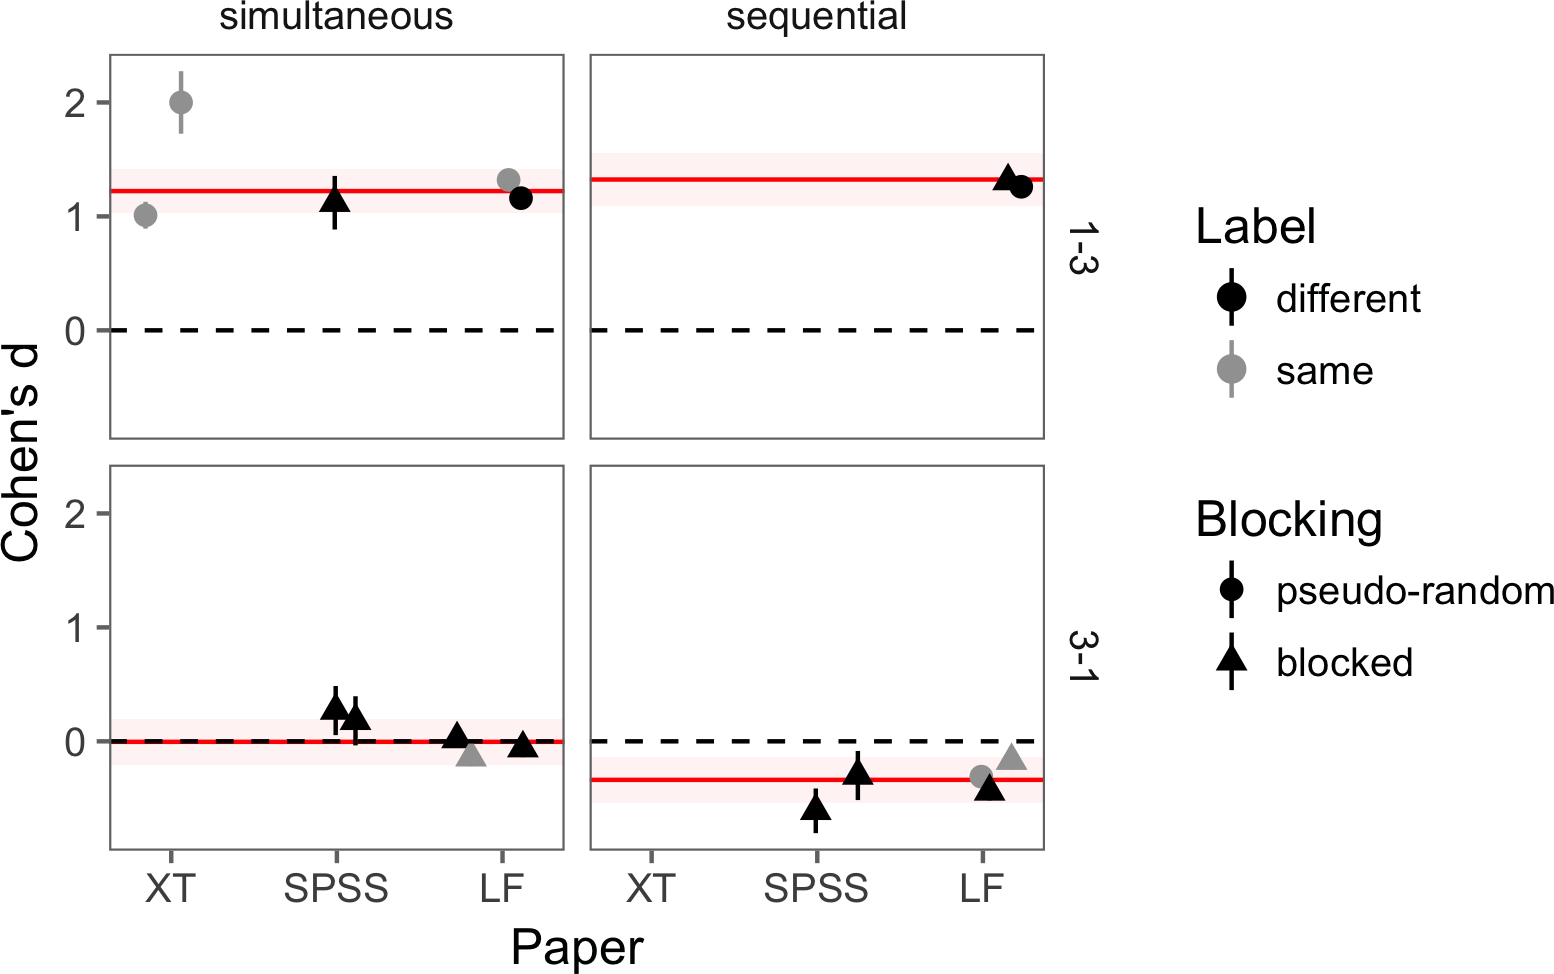 simultaneous sequential
2
1
0
1-3
2
1
0
3-1
Cohen's d
XT SPSS LF XT SPSS LF
Paper
Label
different
same
Blocking
pseudo-random
blocked